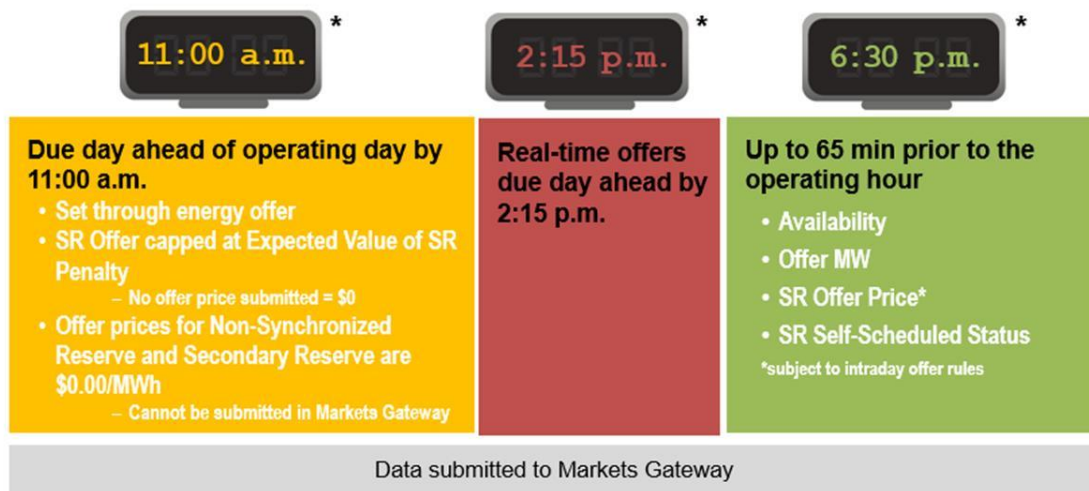 11:00 a.m. *
2:15 p.m. *
6:30 p.m. *
Due day ahead of operating day by
11:00 a.m.
• Set through energy offer
• SR Offer capped at Expected Value of SR
Penalty
– No offer price submitted = $0
• Offer prices for Non-Synchronized
Reserve and Secondary Reserve are
$0.00/MWh
– Cannot be submitted in Markets Gateway
Real-time offers
due day ahead by
2:15 p.m.
Up to 65 min prior to the
operating hour
• Availability
• Offer MW
• SR Offer Price*
• SR Self-Scheduled Status
*subject to intraday offer rules
Data submitted to Markets Gateway